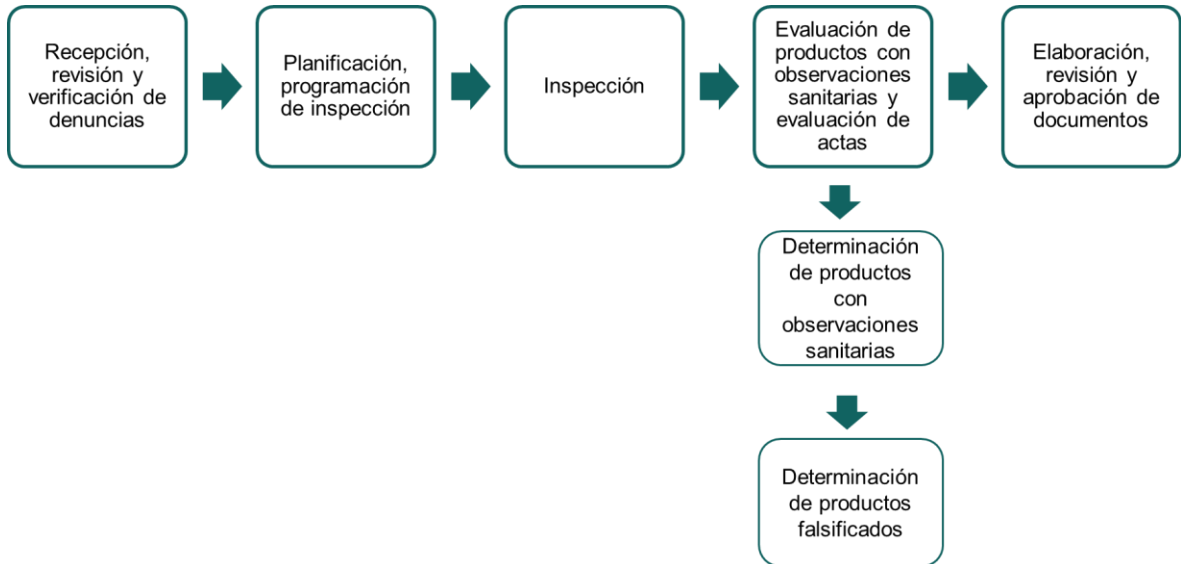 Recepción,
revisión y
verificación de
denuncias
Planificación,
programación
de inspección
Inspección
Evaluación de
productos con
observaciones
sanitarias y
evaluación de
actas
Elaboración,
revisión y
aprobación de
documentos
Determinación
de productos
con
observaciones
sanitarias
Determinación
de productos
falsificados